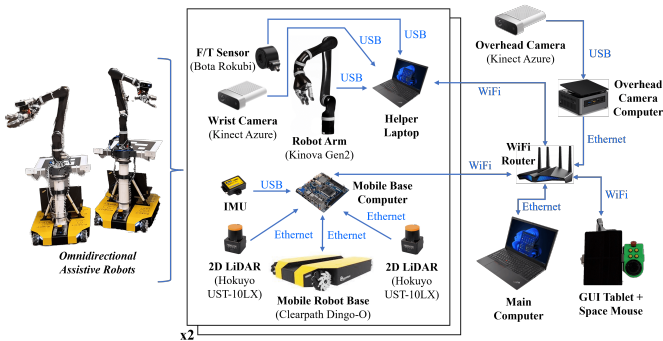 F/T Sensor
(Bota Rokubi)
USB
USB
Wrist Camera
(Kinect Azure)
USB
Robot Arm
(Kinova Gen2)
Helper
Laptop
Overhead Camera
(Kinect Azure)
USB
Overhead
Camera
Computer
WiFi
Ethernet
WiFi
Router
WiFi
IMU
USB
Mobile Base
Computer
Ethernet
Ethernet
Ethernet
2D LiDAR
(Hokuyo
UST-10LX)
2D LiDAR
(Hokuyo
UST-10LX)
Mobile Robot Base
(Clearpath Dingo-O)
x2
Omnidirectional
Assistive Robots
Ethernet
WiFi
Main
Computer
GUI Tablet +
Space Mouse